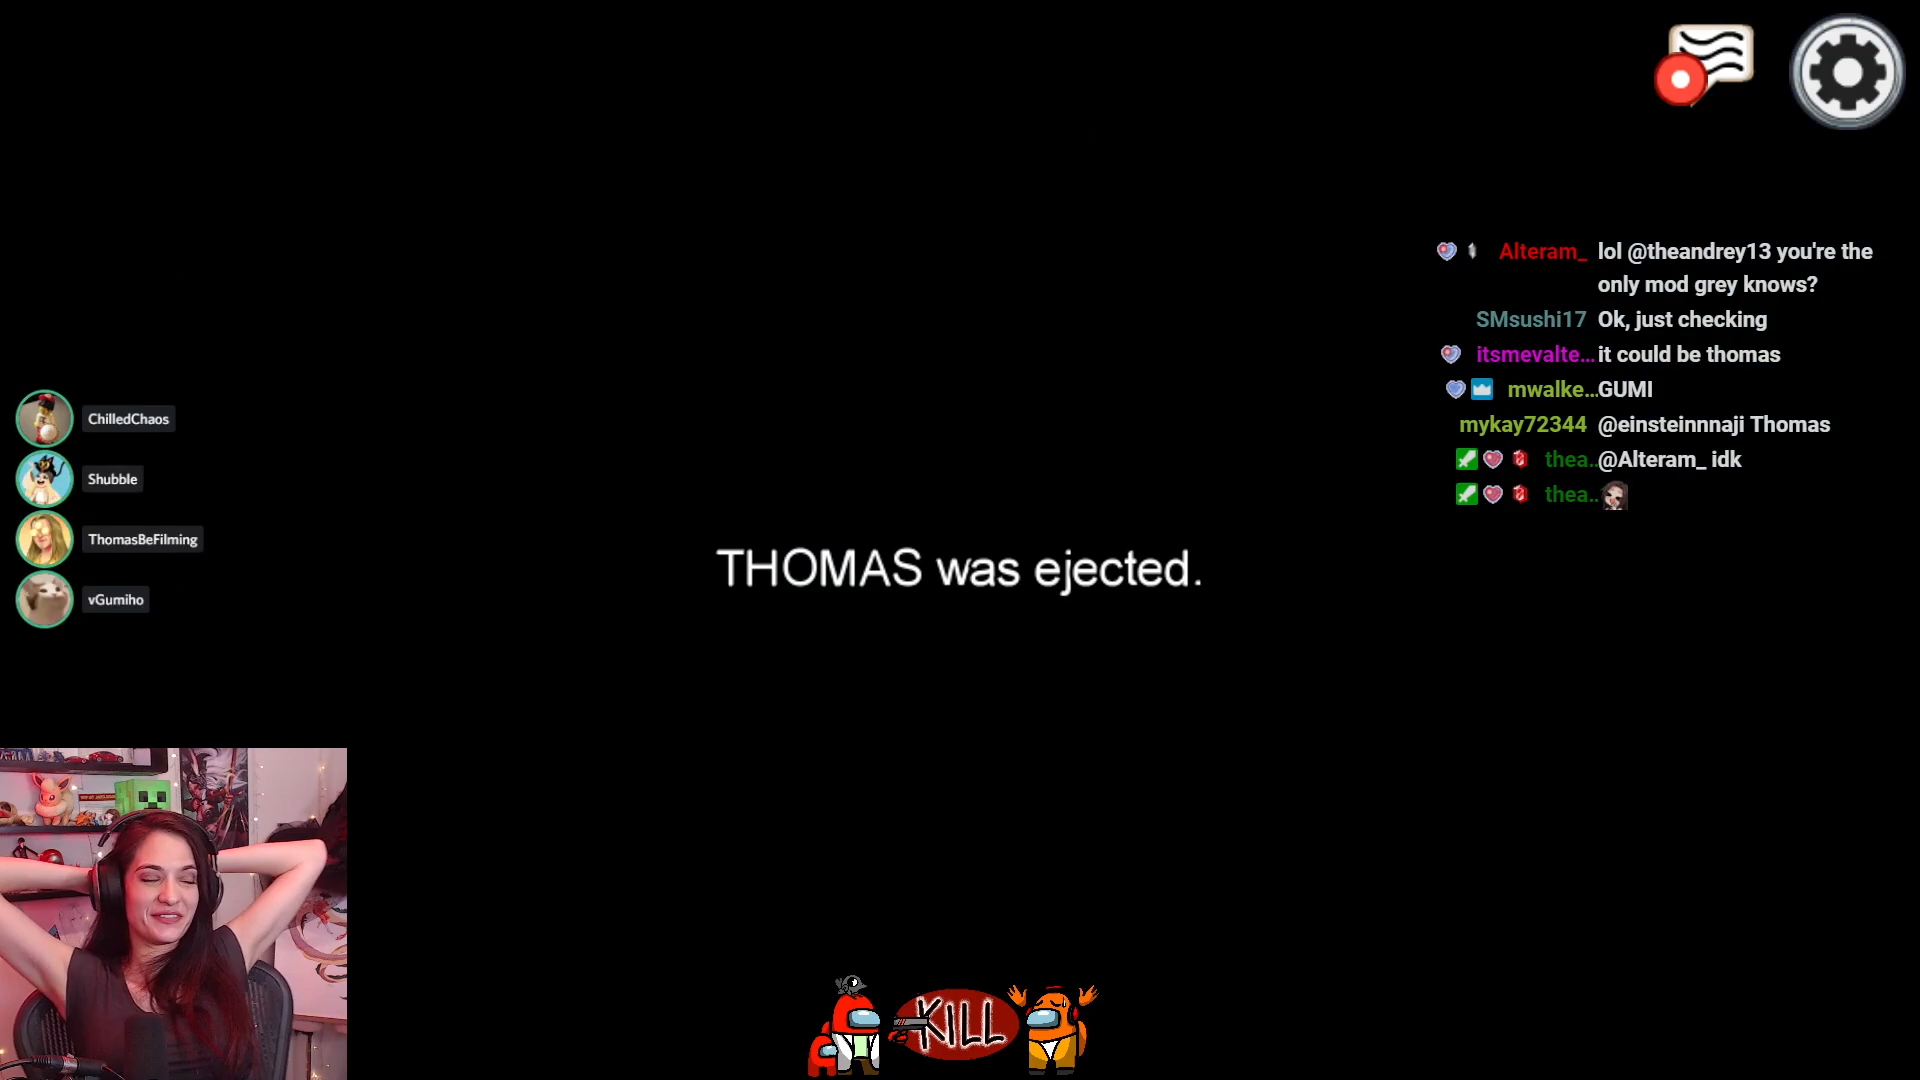 Alteram_ lol @theandrey13 you're the
only mod grey knows?
SMsushi17 Ok, just checking
itsmevalte... it could be thomas
mwalke... GUMI
mykay72344 @einsteinnnaji Thomas
thea.. @Alteram_ idk
thea..
ChilledChaos
Shubble
ThomasBeFilming
vGumiho
THOMAS was ejected.
KILL